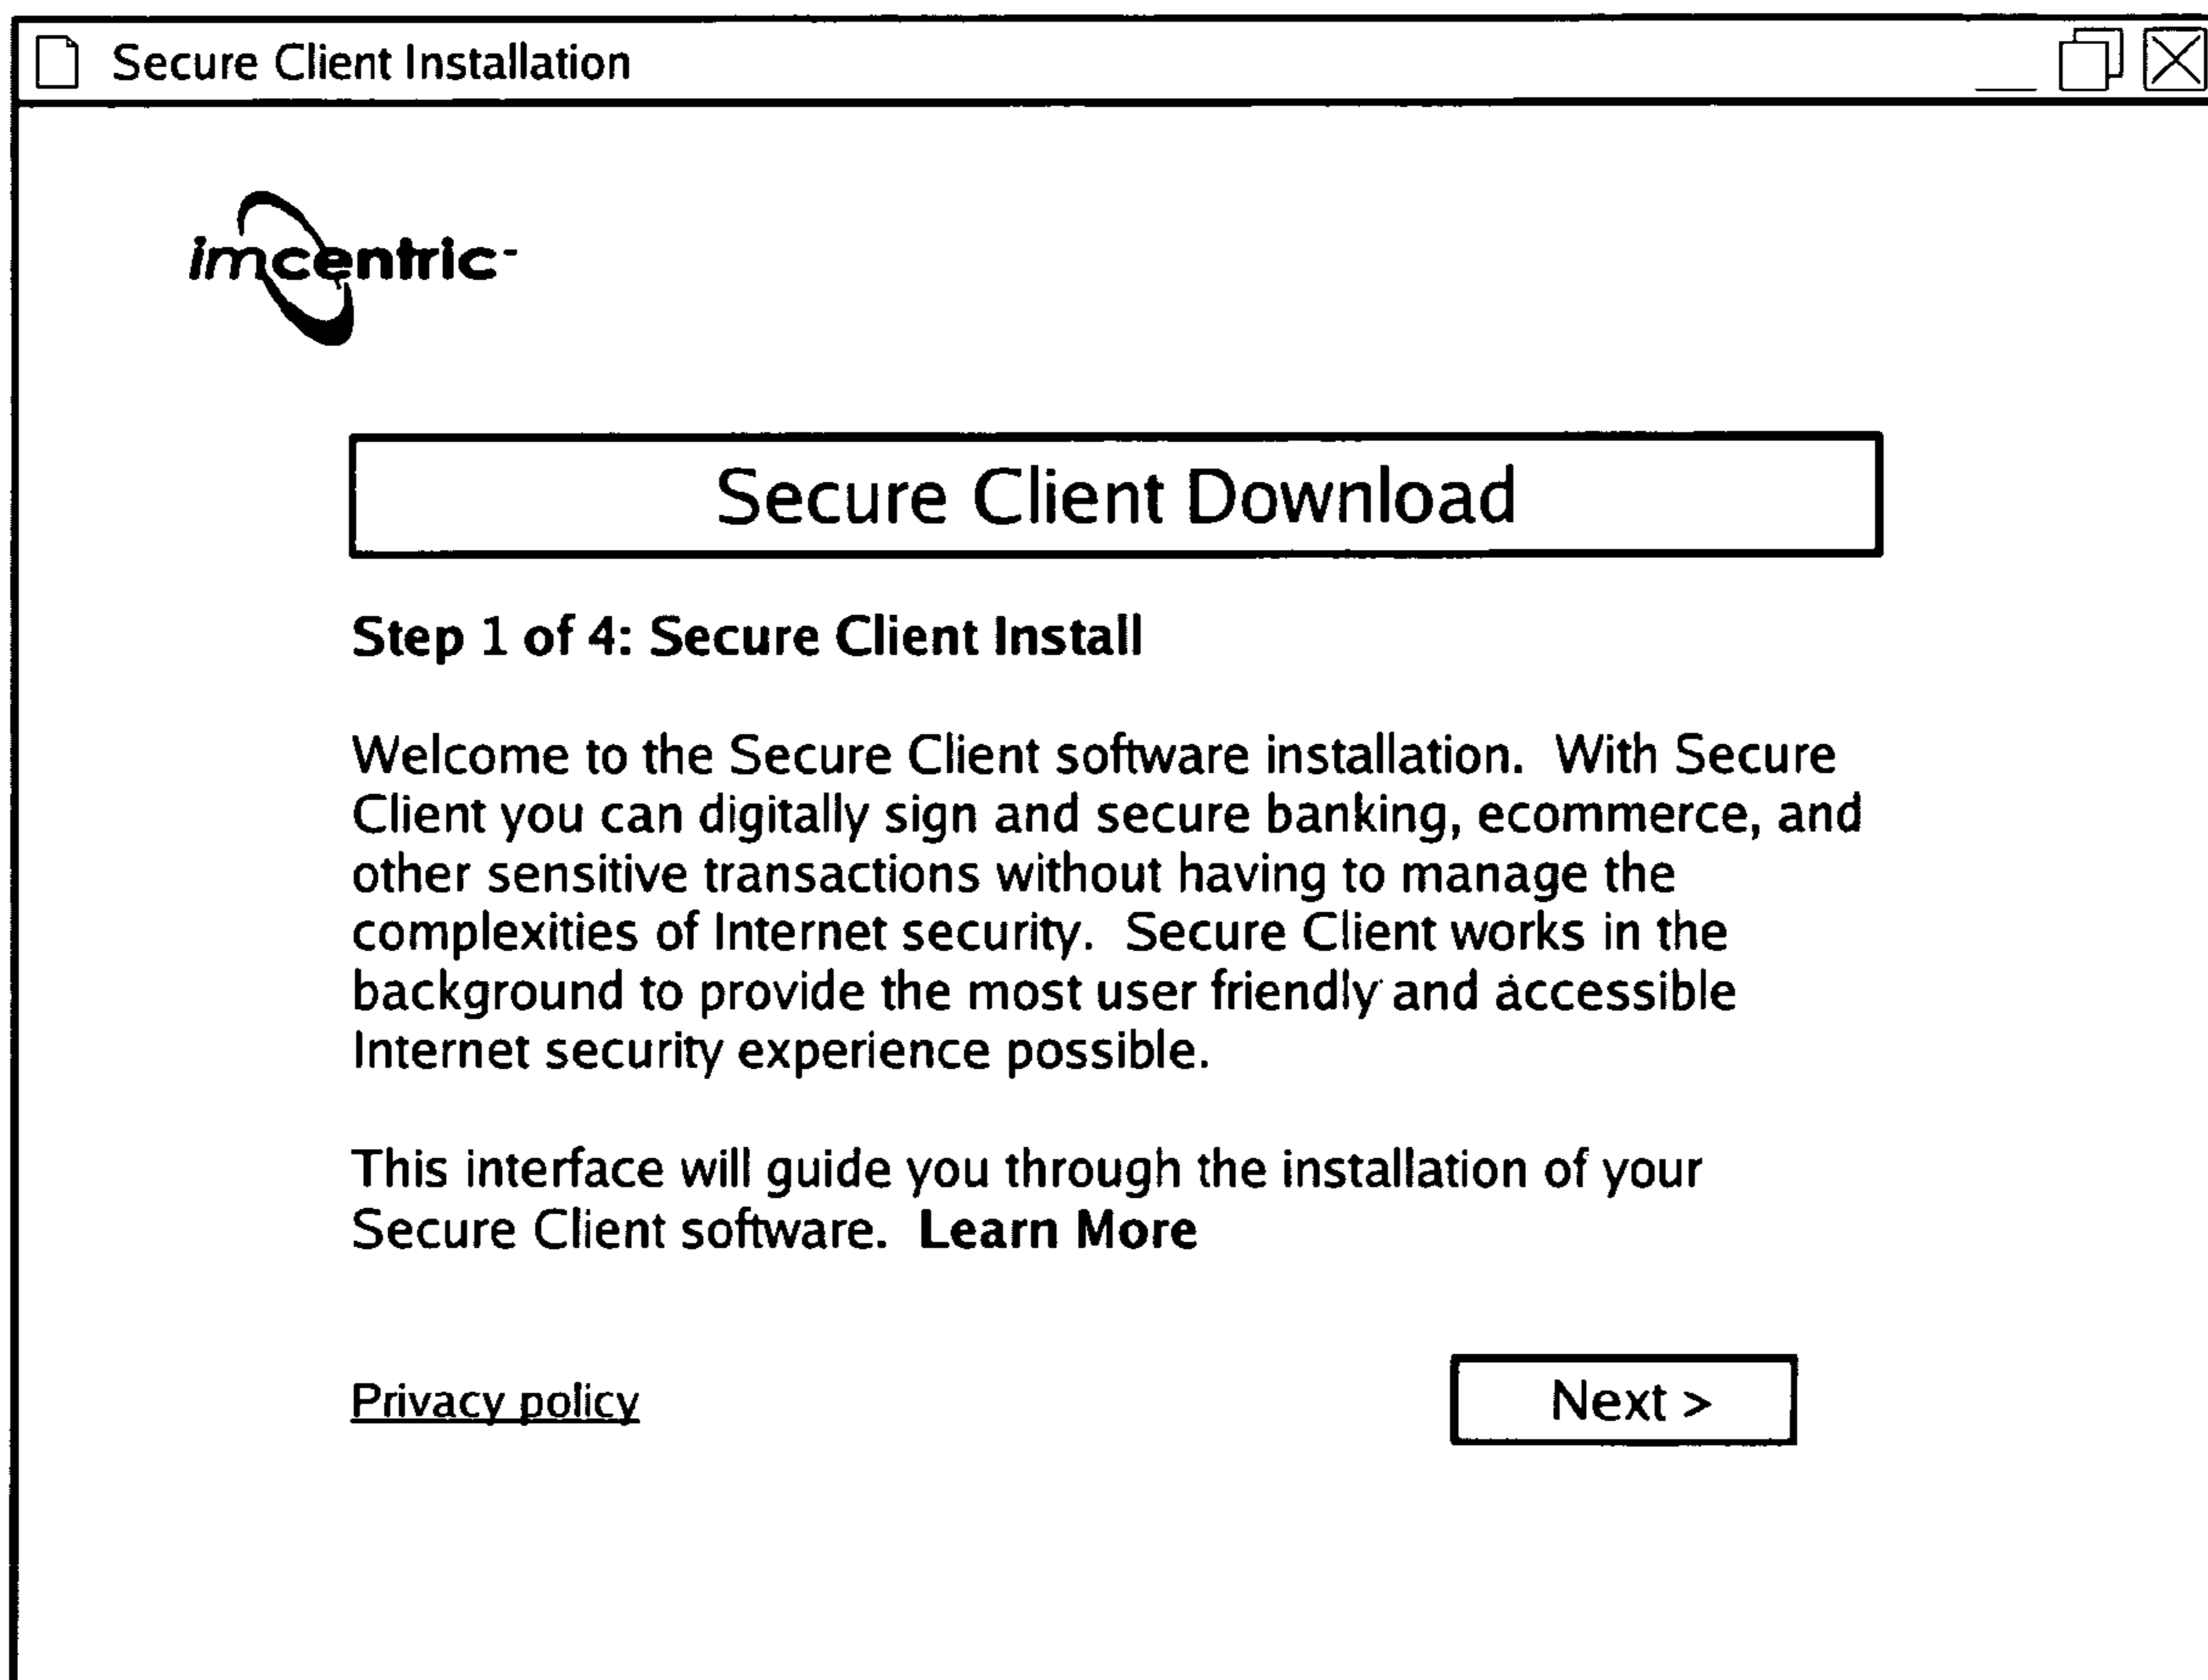 Secure Client Installation
imcentric
Secure Client Download
Step 1 of 4: Secure Client Install
Welcome to the Secure Client software installation.  With Secure
Client you can digitally sign and secure banking, ecommerce, and
other sensitive transactions without having to manage the
complexities of Internet security.  Secure Client works in the
background to provide the most user friendly and accessible
Internet security experience possible.
This interface will guide you through the installation of your
Secure Client software.  Learn More
Privacy policy
Next >